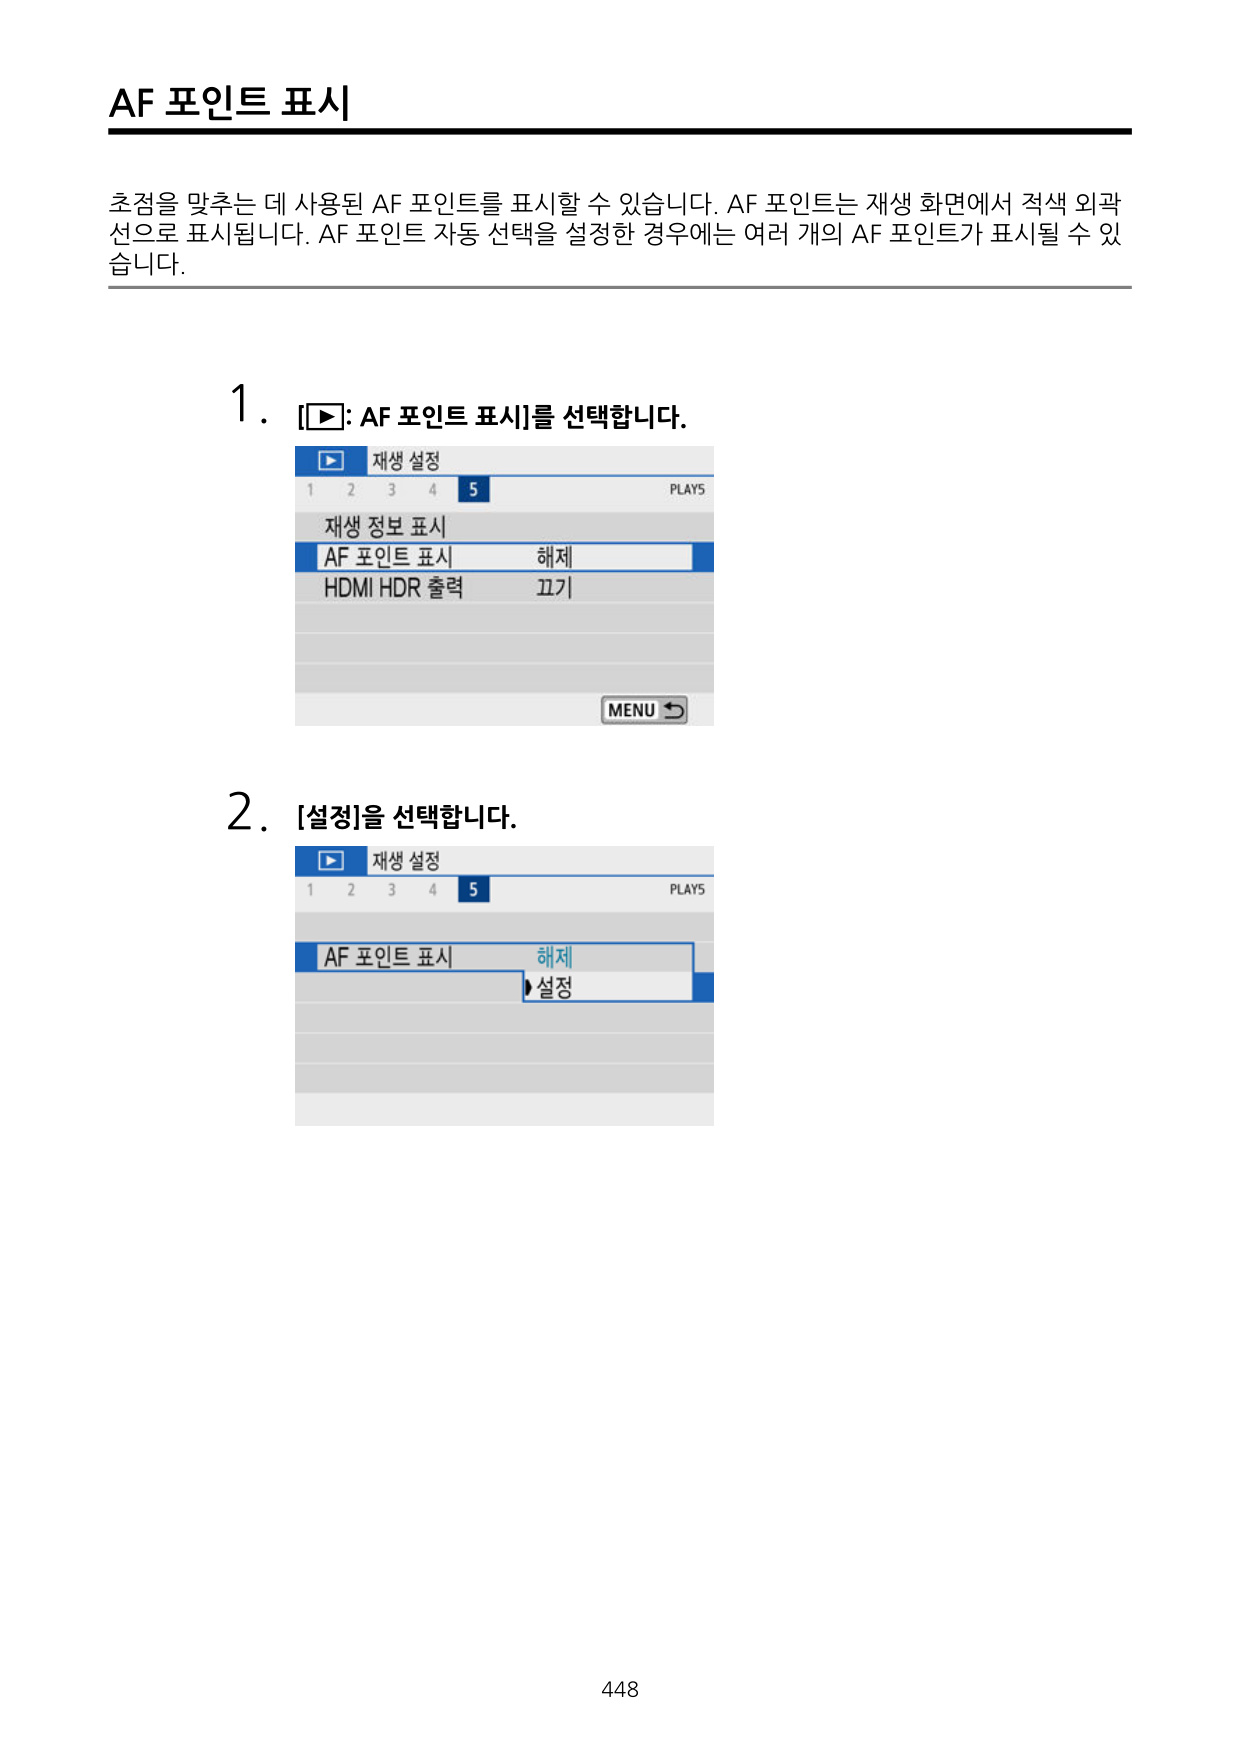 AF 포인트 표시
초점을 맞추는 데 사용된 AF 포인트를 표시할 수 있습니다. AF 포인트는 재생 화면에서 적색 외곽
선으로 표시됩니다. AF 포인트 자동 선택을 설정한 경우에는 여러 개의 AF 포인트가 표시될 수 있
습니다.
1. [▶: AF 포인트 표시]를 선택합니다.
재생 설정
1 2 3 4 5 PLAY5
재생 정보 표시
AF 포인트 표시 해제
HDMI HDR 출력 끄기
MENU
2. [설정]을 선택합니다.
재생 설정
1 2 3 4 5 PLAY5
AF 포인트 표시 해제
설정
448